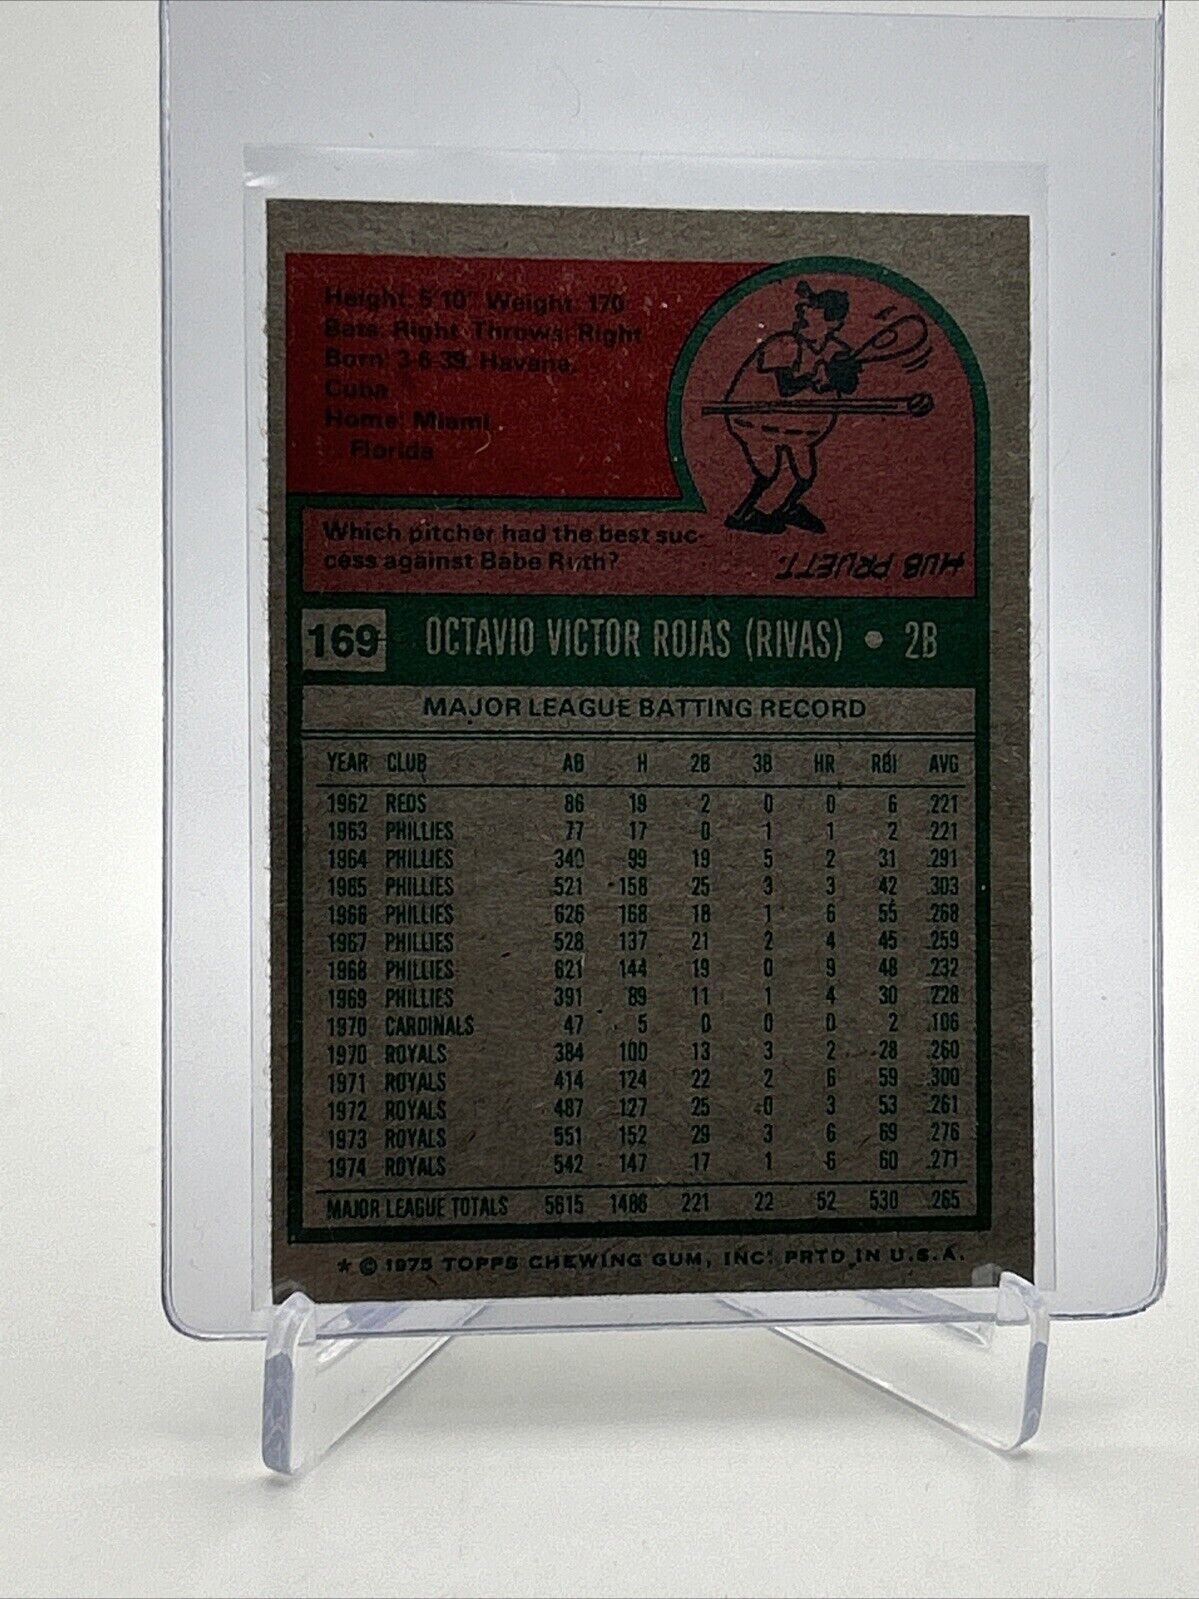 Height: 5'10" Weight: 170
Bats: Right Throws: Right
Born: 3-6-39, Havana,
Cuba
Home: Miami,
Florida
Which pitcher had the best suc-
cess against Babe Ruth?
HUB PRUETT.
169 OCTAVIO VICTOR ROJAS (RIVAS) • 2B
MAJOR LEAGUE BATTING RECORD
YEAR CLUB AB H 2B 3B HR RBI AVG
1962 REDS 86 19 2 0 0 6 .221
1963 PHILLIES 77 17 0 1 1 2 .221
1964 PHILLIES 340 99 19 5 2 31 .291
1965 PHILLIES 521 158 25 3 3 42 .303
1966 PHILLIES 626 168 18 1 6 55 .268
1967 PHILLIES 528 137 21 2 4 45 .259
1968 PHILLIES 621 144 19 0 9 48 .232
1969 PHILLIES 391 89 11 1 4 30 .228
1970 CARDINALS 47 5 0 0 0 2 .106
1970 ROYALS 384 100 13 3 2 28 .260
1971 ROYALS 414 124 22 2 6 59 .300
1972 ROYALS 487 127 25 0 3 53 .261
1973 ROYALS 551 152 29 3 6 69 .276
1974 ROYALS 542 147 17 1 6 60 .271
MAJOR LEAGUE TOTALS 5615 1486 221 22 52 530 .265
* © 1975 TOPPS CHEWING GUM, INC. PRTD. IN U.S.A.